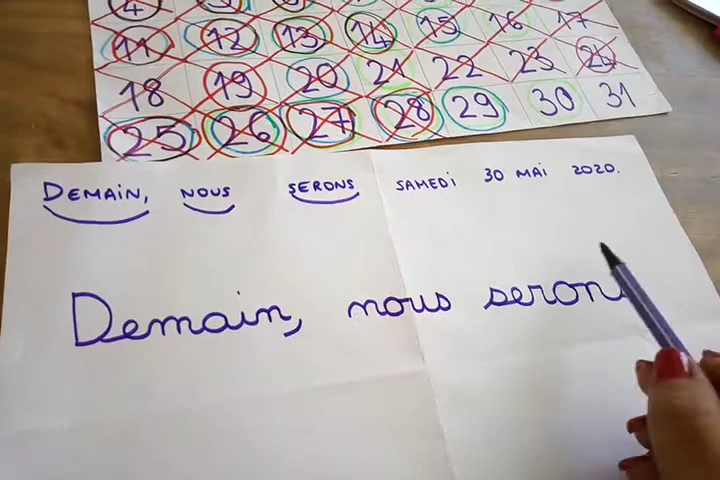 11 12 13 14 15 16 17
18 19 20 21 22 23 24
25 26 27 28 29 30 31
DEMAIN, NOUS SERONS SAMEDI 30 MAI 2020.
Demain, nous seron